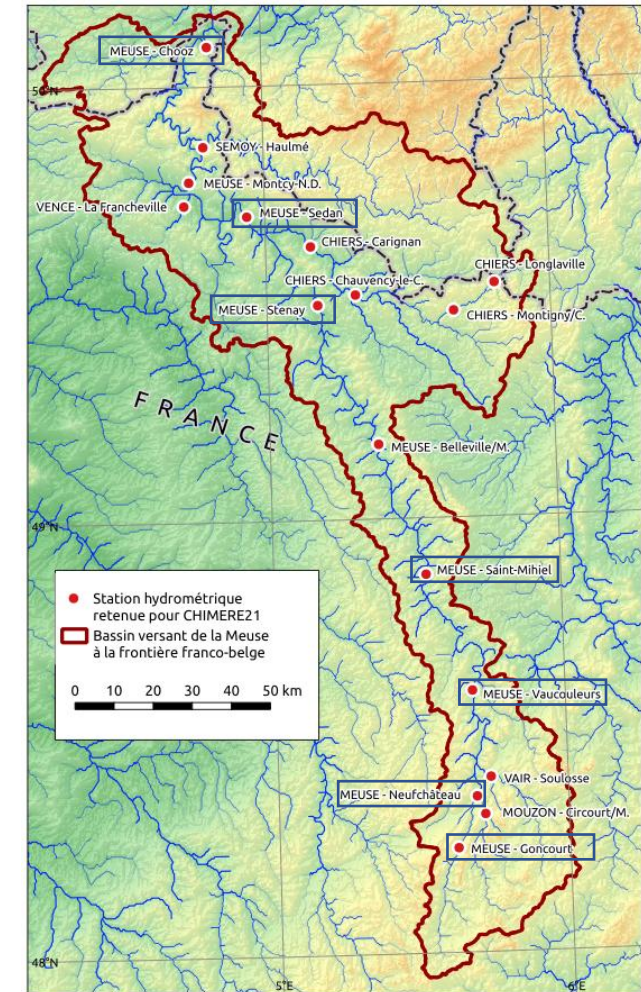 MEUSE - Chooz
50°N
SEMOY - Haulmé
MEUSE - Montcy-N.D.
VENCE - La Francheville
MEUSE - Sedan
CHIERS - Carignan
CHIERS - Longlaville
CHIERS - Chauvency-le-C.
MEUSE - Stenay
CHIERS - Montigny/C.
FRANCE
MEUSE - Belleville/M.
49°N
MEUSE - Saint-Mihiel
Station hydrométrique
retenue pour CHIMERE21
Bassin versant de la Meuse
à la frontière franco-belge
0 10 20 30 40 50 km
MEUSE - Vaucouleurs
VAIR - Soulosse
MEUSE - Neufchâteau
MOUZON - Circourt/M.
MEUSE - Goncourt
48°N
5°E
6°E